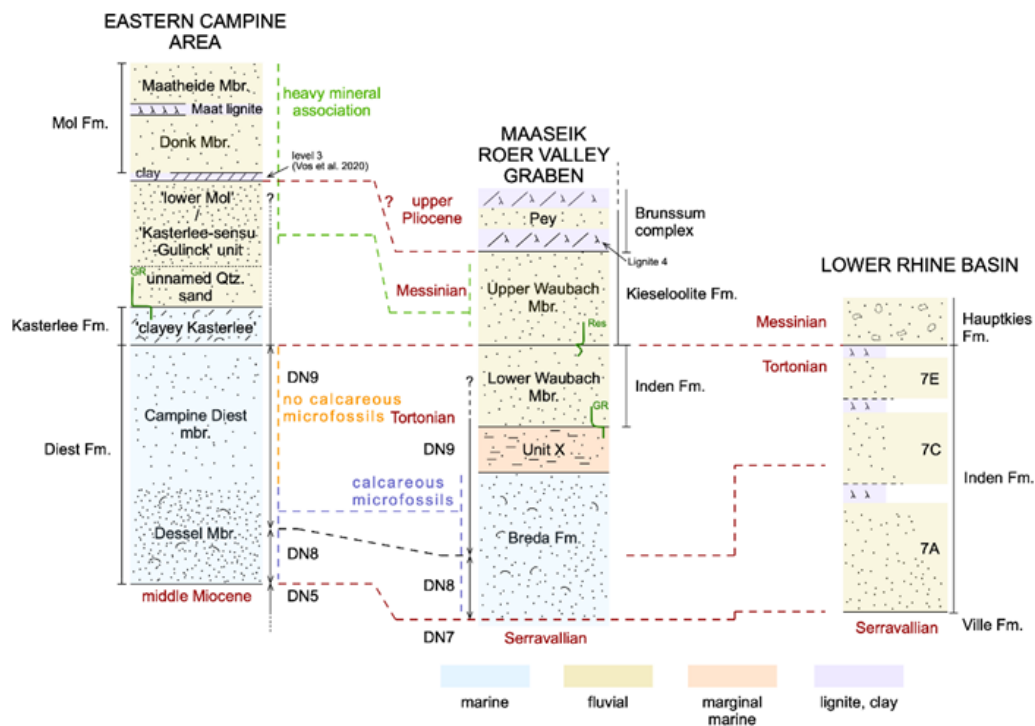 EASTERN CAMPINE
AREA
Maatheide Mbr.
Maat lignite
Mol Fm.
Donk Mbr.
clay
level 3
(Vos et al. 2020)
heavy mineral
association
'lower Mol'
/
'Kasterlee-sensu
-Gulinck' unit
?
GR
unnamed Qtz.
sand
Kasterlee Fm.
'clayey Kasterlee'
Diest Fm.
Campine Diest
mbr.
Dessel Mbr.
middle Miocene
DN9
no calcareous
microfossils
Tortonian
DN9
calcareous
microfossils
DN8
DN5
DN8
DN7
?
upper
Pliocene
Messinian
?
MAASEIK
ROER VALLEY
GRABEN
Pey
Brunssum
complex
Lignite 4
Upper Waubach
Mbr.
Kieseloolite Fm.
Res
Lower Waubach
Mbr.
Inden Fm.
GR
Unit X
Breda Fm.
Serravallian
LOWER RHINE BASIN
Messinian
Hauptkies
Fm.
Tortonian
7E
7C
Inden Fm.
7A
Serravallian
Ville Fm.
marine
fluvial
marginal
marine
lignite, clay